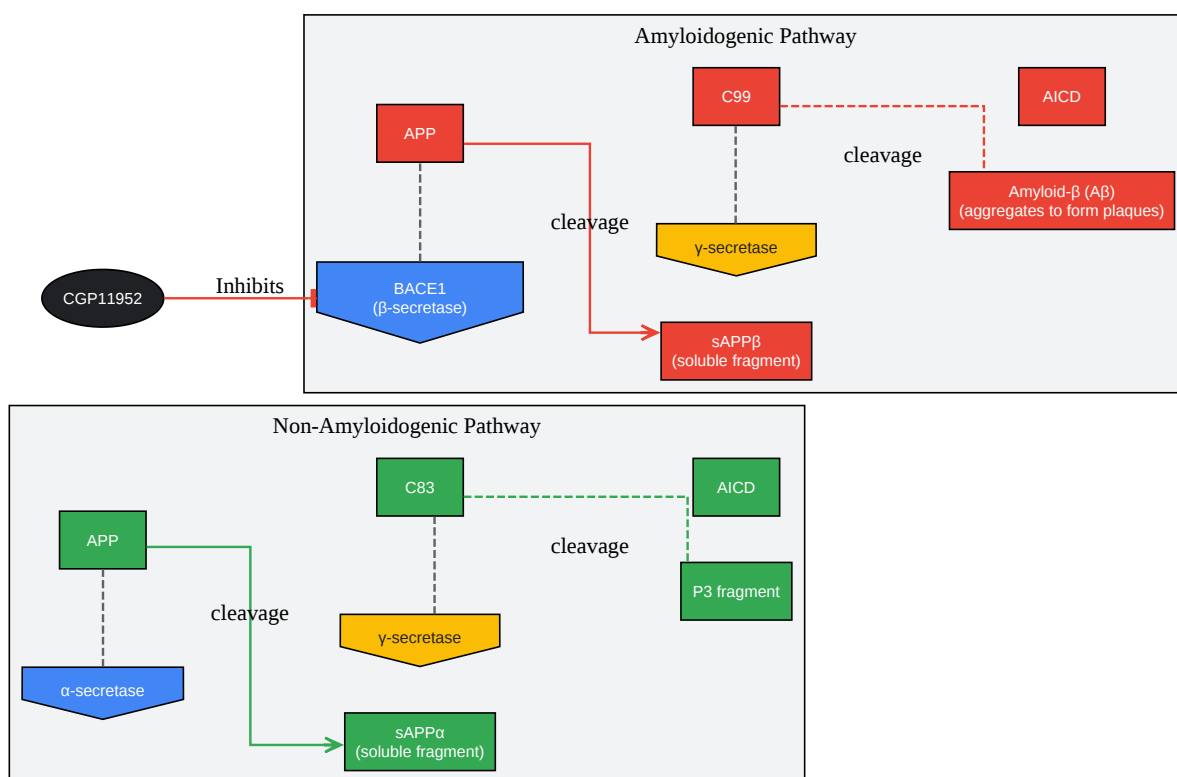 Amyloidogenic Pathway
C99
AICD
APP
cleavage
Amyloid-β (Aβ)
(aggregates to form plaques)
cleavage
γ-secretase
CGP11952
Inhibits
BACE1
(β-secretase)
sAPPβ
(soluble fragment)
Non-Amyloidogenic Pathway
C83
AICD
APP
cleavage
P3 fragment
cleavage
γ-secretase
α-secretase
sAPPα
(soluble fragment)